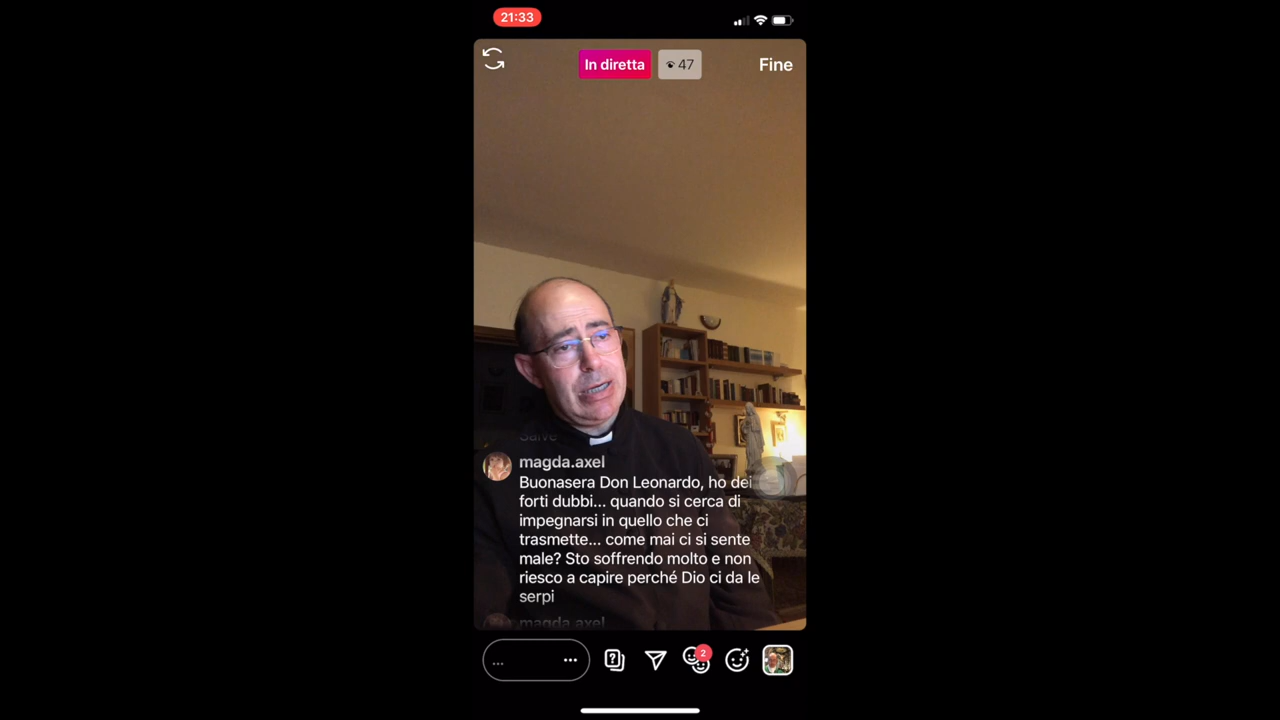 21:33
In diretta 47 Fine
Salve
magda.axel
Buonasera Don Leonardo, ho dei
forti dubbi... quando si cerca di
impegnarsi in quello che ci
trasmette... come mai ci si sente
male? Sto soffrendo molto e non
riesco a capire perché Dio ci da le
serpi
magda.axel
... 
2